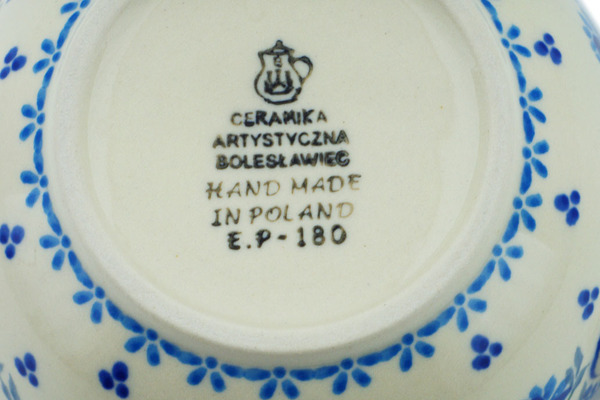 CERAMIKA
ARTYSTYCZNA
BOLESŁAWIEC
HAND MADE
IN POLAND
E.P-180